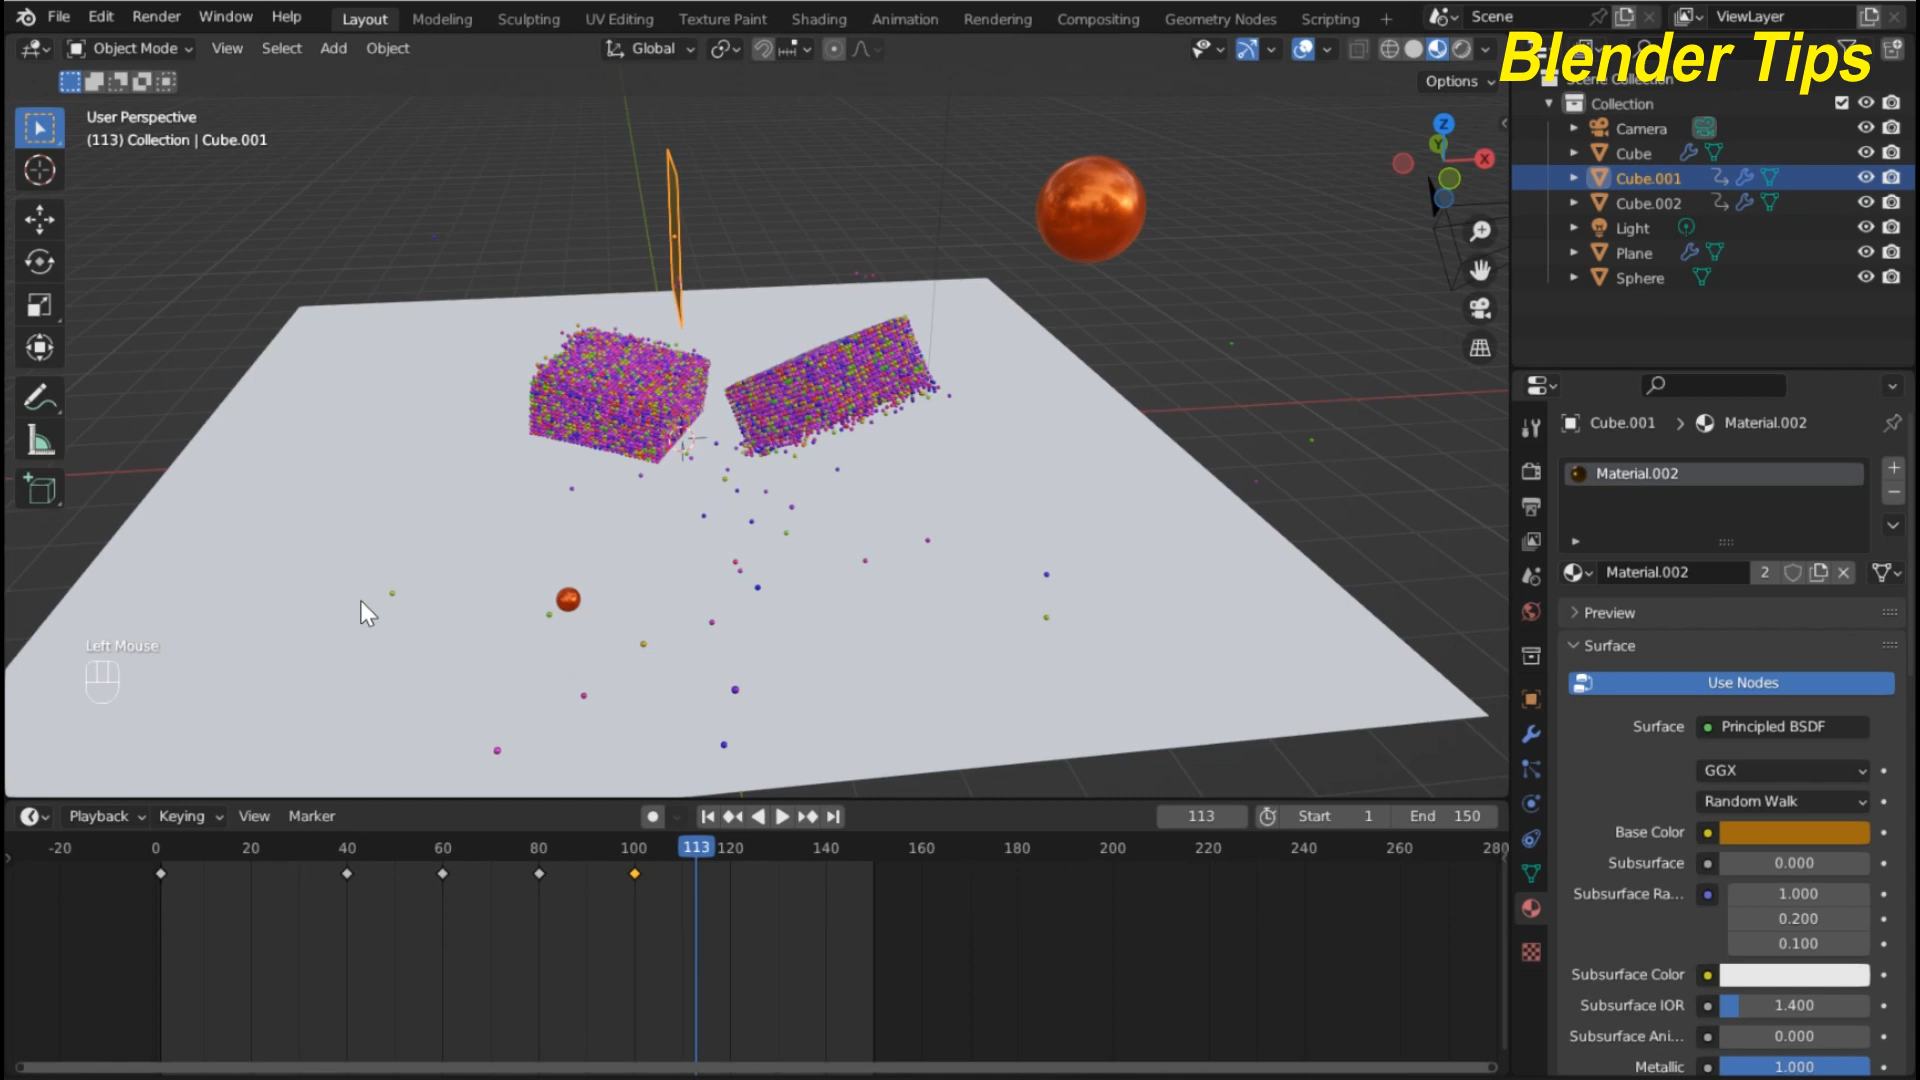 File Edit Render Window Help Layout Modeling Sculpting UV Editing Texture Paint Shading Animation Rendering Compositing Geometry Nodes Scripting + Scene ViewLayer
Object Mode View Select Add Object Global
Blender Tips
Options
Scene Collection
Collection
Camera
Cube
Cube.001
Cube.002
Light
Plane
Sphere
User Perspective
(113) Collection | Cube.001
Z
Y
X
Left Mouse
Cube.001 > Material.002
Material.002
Material.002 2
Preview
Surface
Use Nodes
Surface Principled BSDF
GGX
Random Walk
Base Color
Subsurface 0.000
Subsurface Ra... 1.000
0.200
0.100
Subsurface Color
Subsurface IOR 1.400
Subsurface Ani... 0.000
Metallic 1.000
Playback Keying View Marker 113 Start 1 End 150
-20 0 20 40 60 80 100 113 120 140 160 180 200 220 240 260 280